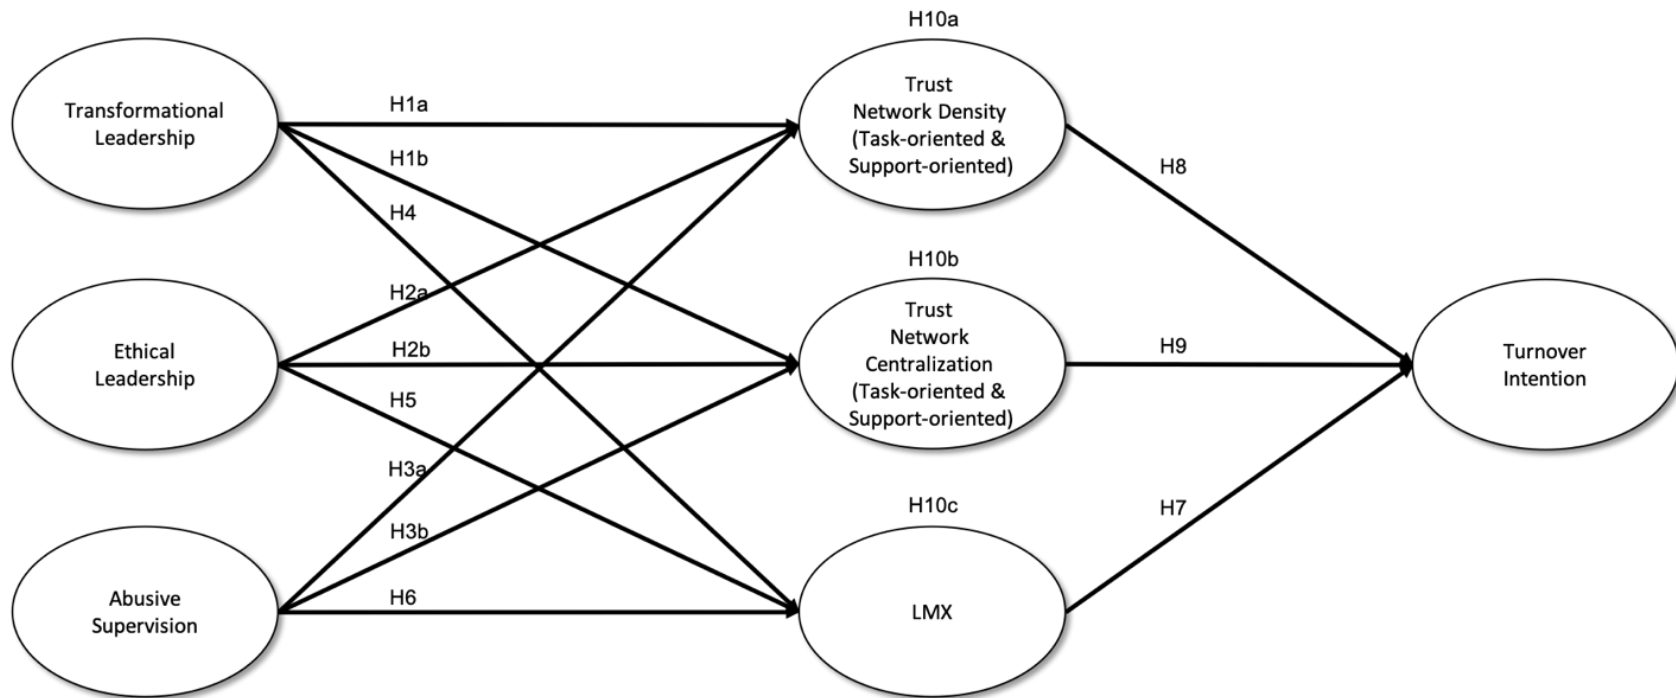 H10a
Transformational
Leadership
H1a
H1b
H4
Trust
Network Density
(Task-oriented &
Support-oriented)
H8
H10b
Ethical
Leadership
H2a
H2b
H5
Trust
Network
Centralization
(Task-oriented &
Support-oriented)
H9
Turnover
Intention
H10c
Abusive
Supervision
H3a
H3b
H6
LMX
H7